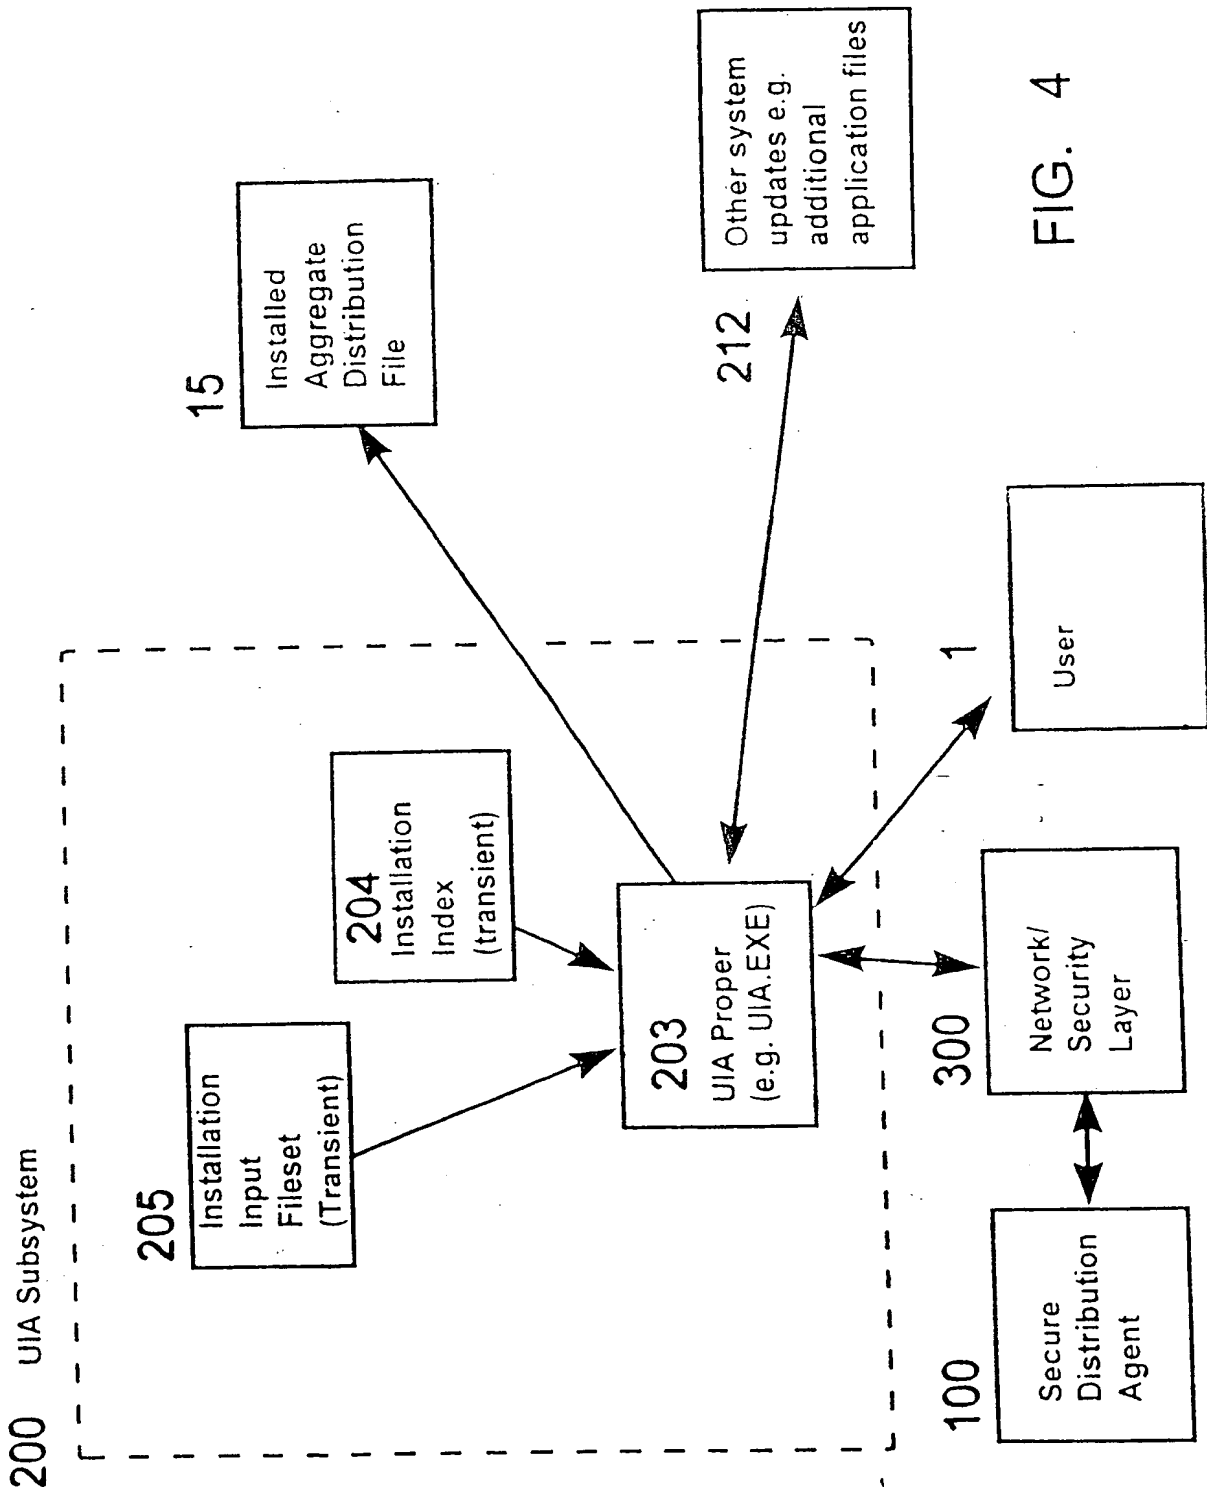 200 UIA Subsystem
205
Installation
Input
Fileset
(Transient)
204
Installation
Index
(transient)
15
Installed
Aggregate
Distribution
File
203
UIA Proper
(e.g. UIA.EXE)
212
Other system
updates e.g.
additional
application files
100
Secure
Distribution
Agent
300
Network/
Security
Layer
1
User
FIG. 4